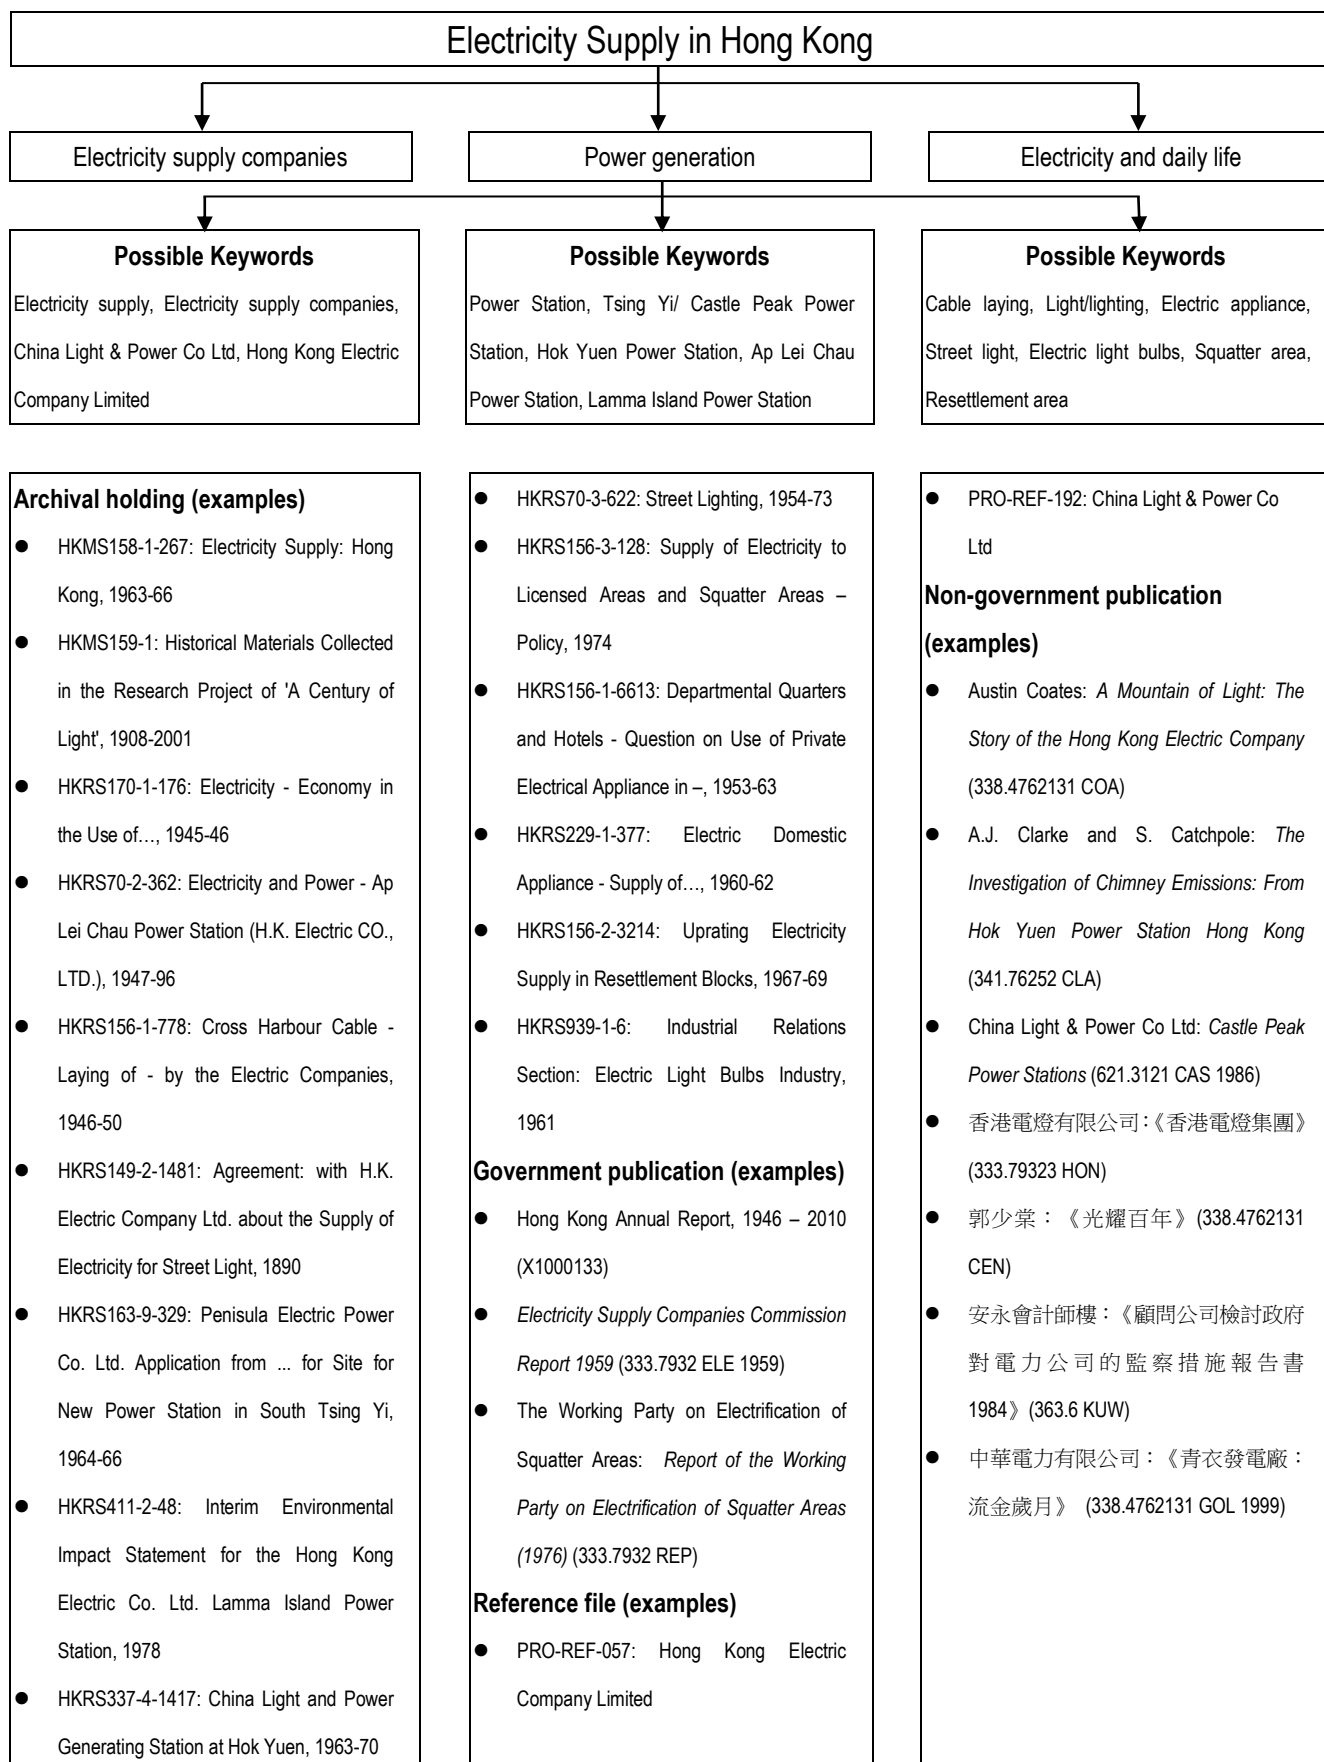 Electricity Supply in Hong Kong
Electricity supply companies
Power generation
Electricity and daily life
Possible Keywords
Electricity supply, Electricity supply companies,
China Light & Power Co Ltd, Hong Kong Electric
Company Limited
Possible Keywords
Power Station, Tsing Yi/ Castle Peak Power
Station, Hok Yuen Power Station, Ap Lei Chau
Power Station, Lamma Island Power Station
Possible Keywords
Cable laying, Light/lighting, Electric appliance,
Street light, Electric light bulbs, Squatter area,
Resettlement area
Archival holding (examples)
● HKMS158-1-267: Electricity Supply: Hong
Kong, 1963-66
● HKMS159-1: Historical Materials Collected
in the Research Project of 'A Century of
Light', 1908-2001
● HKRS170-1-176: Electricity - Economy in
the Use of…, 1945-46
● HKRS70-2-362: Electricity and Power - Ap
Lei Chau Power Station (H.K. Electric CO.,
LTD.), 1947-96
● HKRS156-1-778: Cross Harbour Cable -
Laying of - by the Electric Companies,
1946-50
● HKRS149-2-1481: Agreement: with H.K.
Electric Company Ltd. about the Supply of
Electricity for Street Light, 1890
● HKRS163-9-329: Penisula Electric Power
Co. Ltd. Application from ... for Site for
New Power Station in South Tsing Yi,
1964-66
● HKRS411-2-48: Interim Environmental
Impact Statement for the Hong Kong
Electric Co. Ltd. Lamma Island Power
Station, 1978
● HKRS337-4-1417: China Light and Power
Generating Station at Hok Yuen, 1963-70
● HKRS70-3-622: Street Lighting, 1954-73
● HKRS156-3-128: Supply of Electricity to
Licensed Areas and Squatter Areas –
Policy, 1974
● HKRS156-1-6613: Departmental Quarters
and Hotels - Question on Use of Private
Electrical Appliance in –, 1953-63
● HKRS229-1-377: Electric Domestic
Appliance - Supply of…, 1960-62
● HKRS156-2-3214: Uprating Electricity
Supply in Resettlement Blocks, 1967-69
● HKRS939-1-6: Industrial Relations
Section: Electric Light Bulbs Industry,
1961
Government publication (examples)
● Hong Kong Annual Report, 1946 – 2010
(X1000133)
● Electricity Supply Companies Commission
Report 1959 (333.7932 ELE 1959)
● The Working Party on Electrification of
Squatter Areas: Report of the Working
Party on Electrification of Squatter Areas
(1976) (333.7932 REP)
Reference file (examples)
● PRO-REF-057: Hong Kong Electric
Company Limited
● PRO-REF-192: China Light & Power Co
Ltd
Non-government publication
(examples)
● Austin Coates: A Mountain of Light: The
Story of the Hong Kong Electric Company
(338.4762131 COA)
● A.J. Clarke and S. Catchpole: The
Investigation of Chimney Emissions: From
Hok Yuen Power Station Hong Kong
(341.76252 CLA)
● China Light & Power Co Ltd: Castle Peak
Power Stations (621.3121 CAS 1986)
● 香港電燈有限公司：《香港電燈集團》
(333.79323 HON)
● 郭少棠：《光耀百年》(338.4762131
CEN)
● 安永會計師樓：《顧問公司檢討政府
對電力公司的監察措施報告書
1984》(363.6 KUW)
● 中華電力有限公司：《青衣發電廠：
流金歲月》 (338.4762131 GOL 1999)